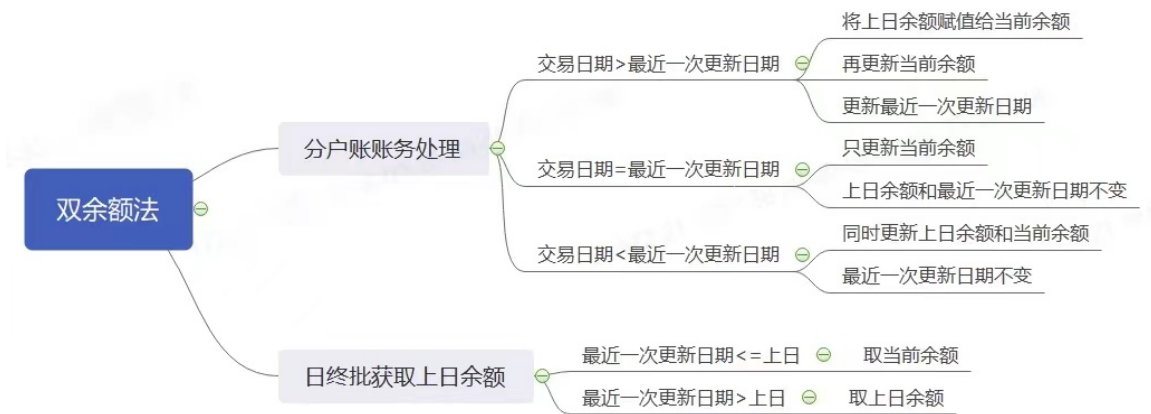 双余额法
分户账账务处理
交易日期>最近一次更新日期
将上日余额赋值给当前余额
再更新当前余额
更新最近一次更新日期
交易日期=最近一次更新日期
只更新当前余额
上日余额和最近一次更新日期不变
交易日期<最近一次更新日期
同时更新上日余额和当前余额
最近一次更新日期不变
日终批获取上日余额
最近一次更新日期<=上日
取当前余额
最近一次更新日期>上日
取上日余额